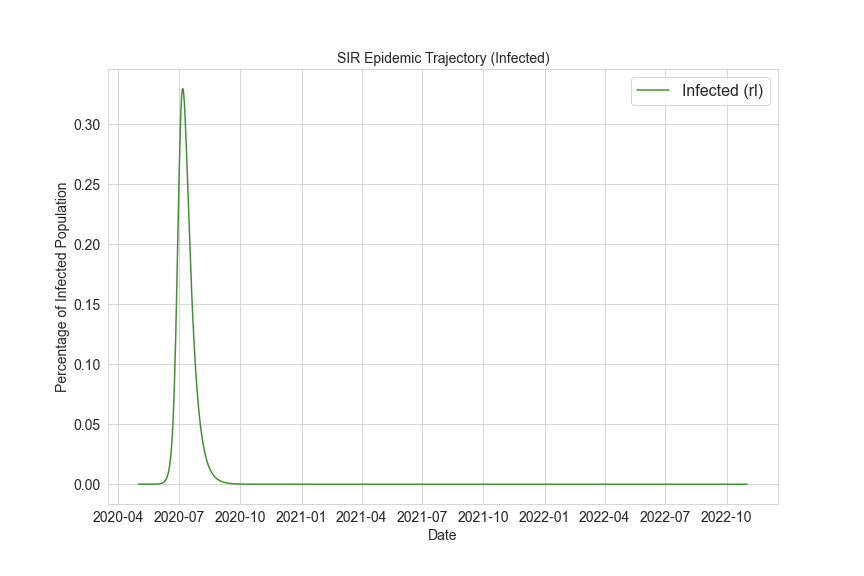 SIR Epidemic Trajectory (Infected)
Infected (rI)
Percentage of Infected Population
0.30
0.25
0.20
0.15
0.10
0.05
0.00
2020-04 2020-07 2020-10 2021-01 2021-04 2021-07 2021-10 2022-01 2022-04 2022-07 2022-10
Date